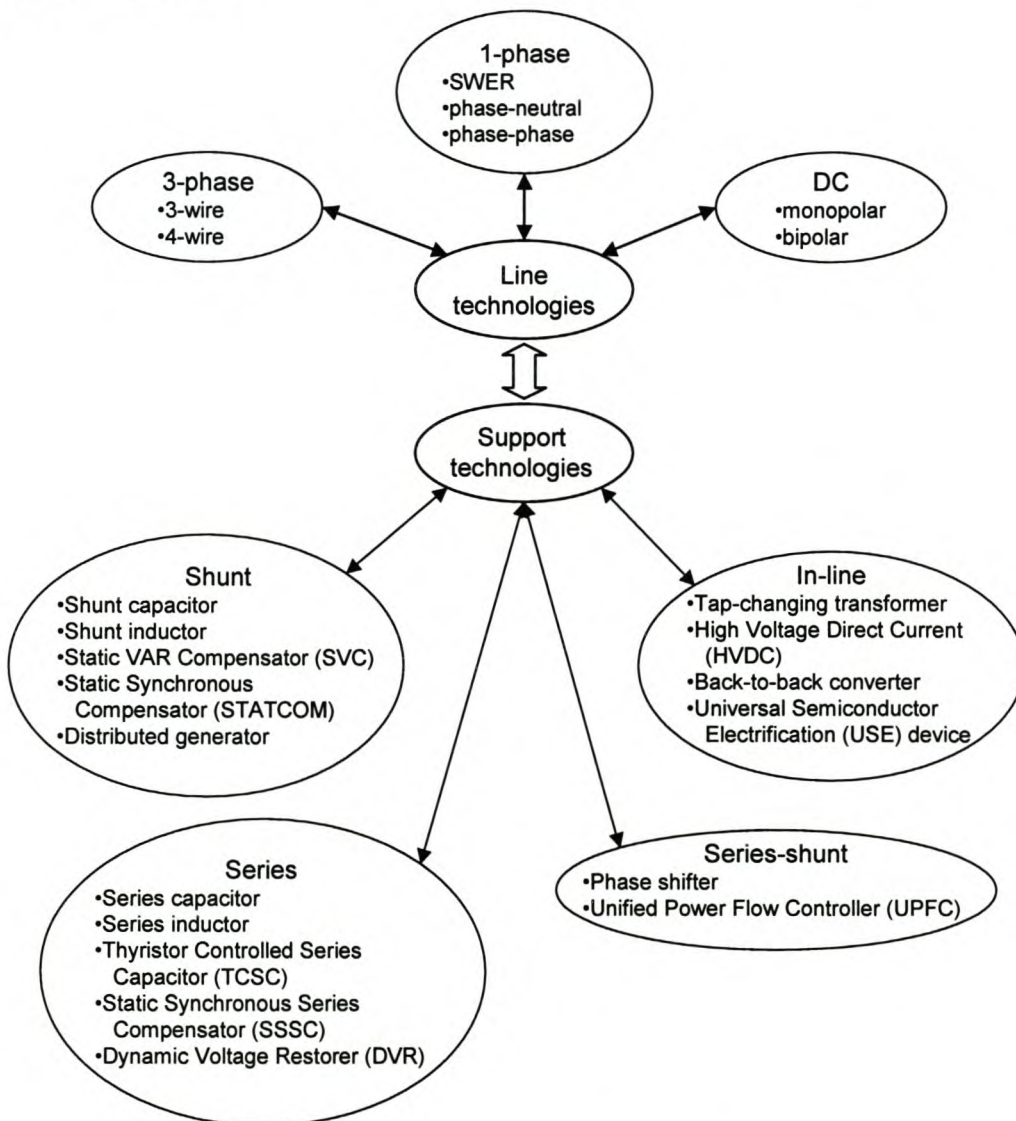 1-phase
•SWER
•phase-neutral
•phase-phase
3-phase
•3-wire
•4-wire
DC
•monopolar
•bipolar
Line
technologies
Support
technologies
Shunt
•Shunt capacitor
•Shunt inductor
•Static VAR Compensator (SVC)
•Static Synchronous
Compensator (STATCOM)
•Distributed generator
In-line
•Tap-changing transformer
•High Voltage Direct Current
(HVDC)
•Back-to-back converter
•Universal Semiconductor
Electrification (USE) device
Series
•Series capacitor
•Series inductor
•Thyristor Controlled Series
Capacitor (TCSC)
•Static Synchronous Series
Compensator (SSSC)
•Dynamic Voltage Restorer (DVR)
Series-shunt
•Phase shifter
•Unified Power Flow Controller (UPFC)